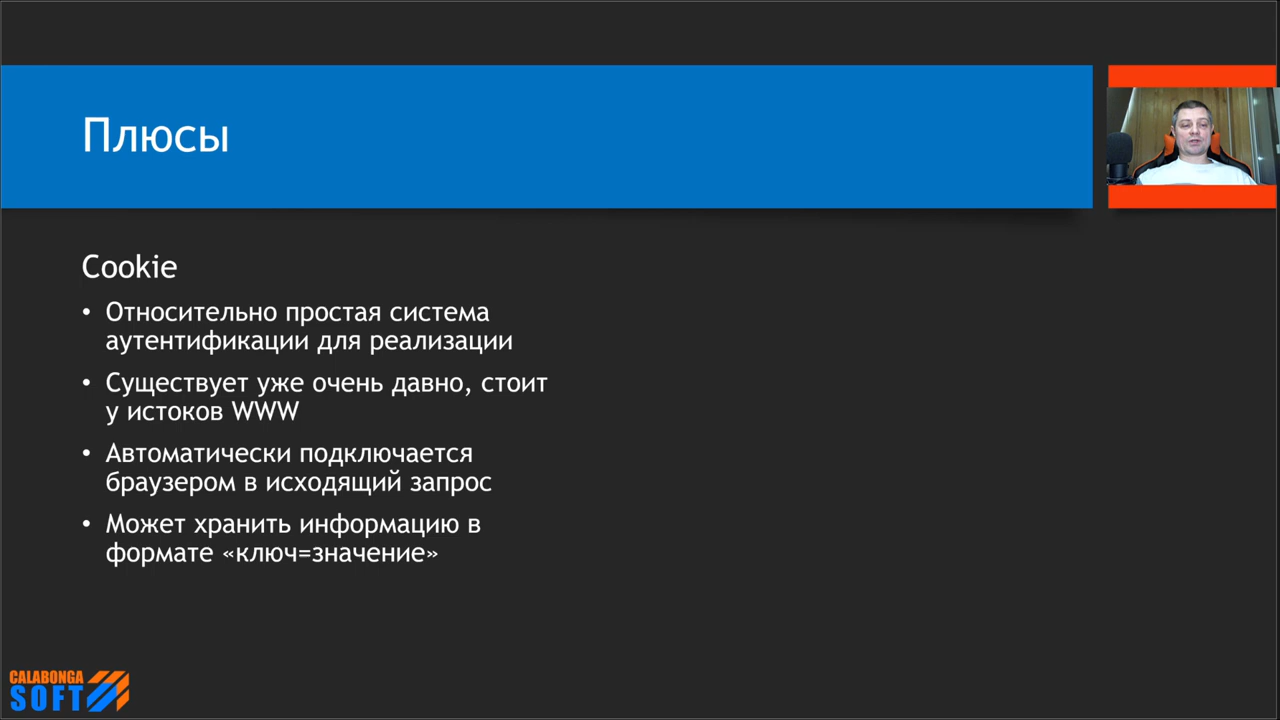 Плюсы
Cookie
• Относительно простая система
аутентификации для реализации
• Существует уже очень давно, стоит
у истоков WWW
• Автоматически подключается
браузером в исходящий запрос
• Может хранить информацию в
формате «ключ=значение»
CALABONGA
SOFT